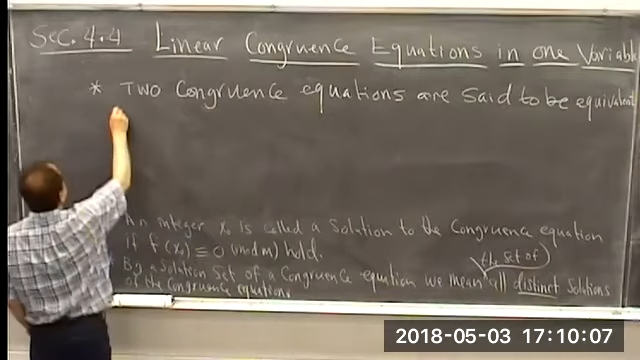 Sec. 4.4 Linear Congruence Equations in one Variable
* Two Congruence equations are said to be equivalent
An integer x₀ is called a Solution to the Congruence equation
if f(x₀) ≡ 0 (mod m) hold.
the set of
By a Solution Set of a Congruence equation we mean all distinct Solutions
of the Congruence equation.
2018-05-03 17:10:07